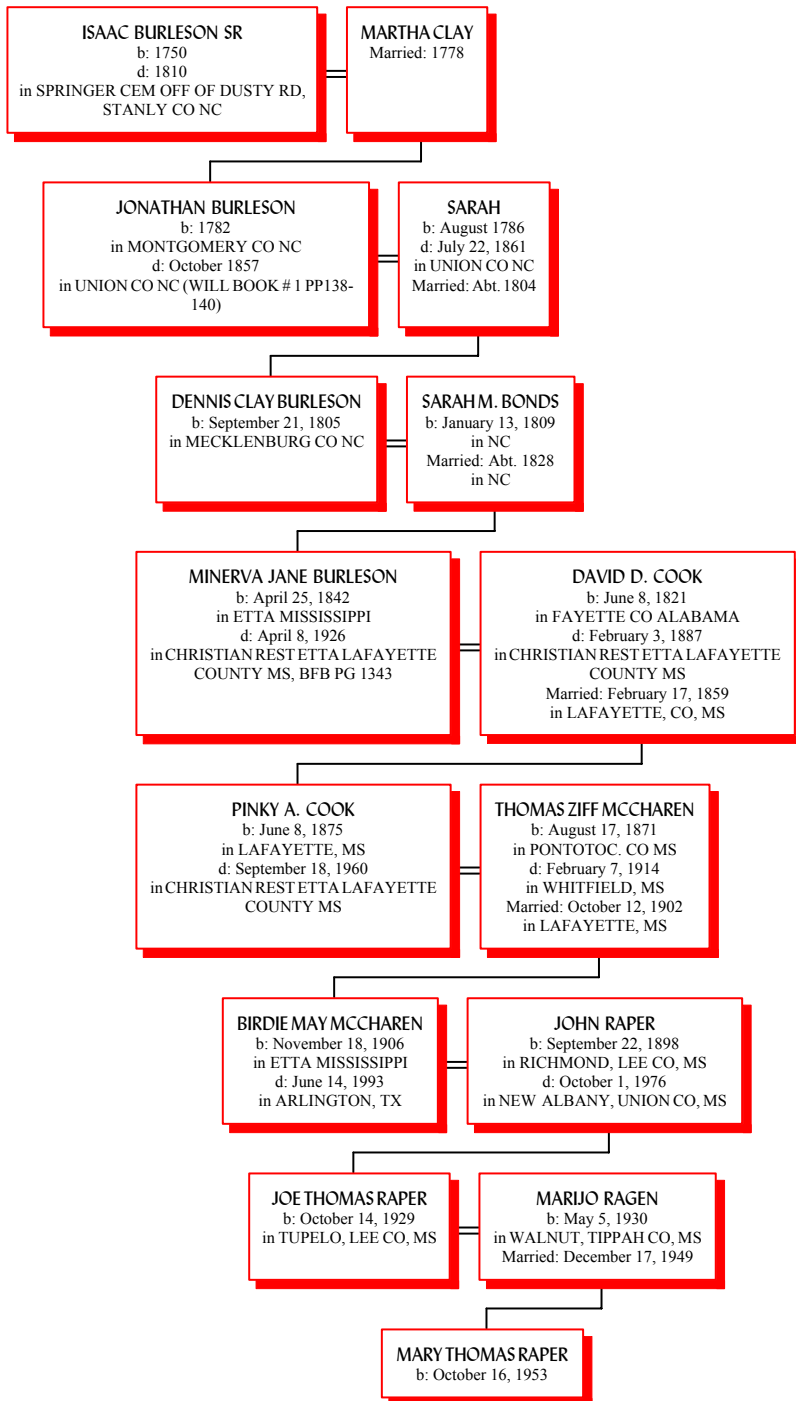 ISAAC BURLESON SR
b: 1750
d: 1810
in SPRINGER CEM OFF OF DUSTY RD,
STANLY CO NC
MARTHA CLAY
Married: 1778
JONATHAN BURLESON
b: 1782
in MONTGOMERY CO NC
d: October 1857
in UNION CO NC (WILL BOOK # 1 PP138-
140)
SARAH
b: August 1786
d: July 22, 1861
in UNION CO NC
Married: Abt. 1804
DENNIS CLAY BURLESON
b: September 21, 1805
in MECKLENBURG CO NC
SARAH M. BONDS
b: January 13, 1809
in NC
Married: Abt. 1828
in NC
MINERVA JANE BURLESON
b: April 25, 1842
in ETTA MISSISSIPPI
d: April 8, 1926
in CHRISTIAN REST ETTA LAFAYETTE
COUNTY MS, BFB PG 1343
DAVID D. COOK
b: June 8, 1821
in FAYETTE CO ALABAMA
d: February 3, 1887
in CHRISTIAN REST ETTA LAFAYETTE
COUNTY MS
Married: February 17, 1859
in LAFAYETTE, CO, MS
PINKY A. COOK
b: June 8, 1875
in LAFAYETTE, MS
d: September 18, 1960
in CHRISTIAN REST ETTA LAFAYETTE
COUNTY MS
THOMAS ZIFF MCCHAREN
b: August 17, 1871
in PONTOTOC. CO MS
d: February 7, 1914
in WHITFIELD, MS
Married: October 12, 1902
in LAFAYETTE, MS
BIRDIE MAY MCCHAREN
b: November 18, 1906
in ETTA MISSISSIPPI
d: June 14, 1993
in ARLINGTON, TX
JOHN RAPER
b: September 22, 1898
in RICHMOND, LEE CO, MS
d: October 1, 1976
in NEW ALBANY, UNION CO, MS
JOE THOMAS RAPER
b: October 14, 1929
in TUPELO, LEE CO, MS
MARIJO RAGEN
b: May 5, 1930
in WALNUT, TIPPAH CO, MS
Married: December 17, 1949
MARY THOMAS RAPER
b: October 16, 1953